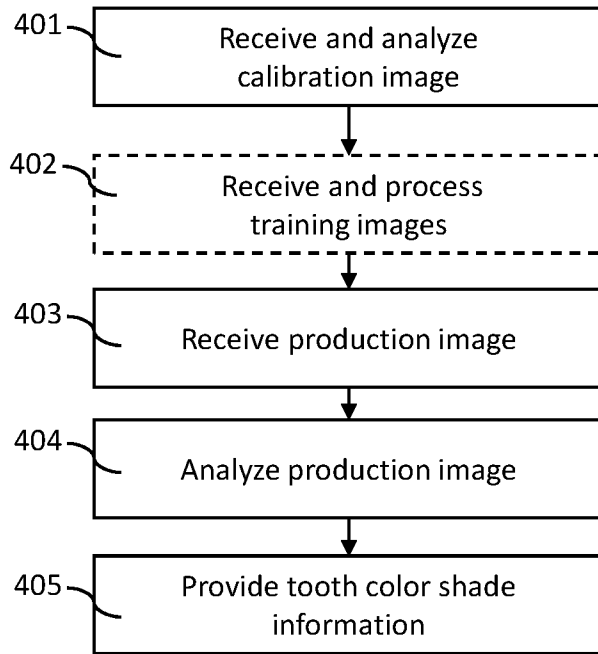 401
Receive and analyze
calibration image
402
Receive and process
training images
403
Receive production image
404
Analyze production image
405
Provide tooth color shade
information